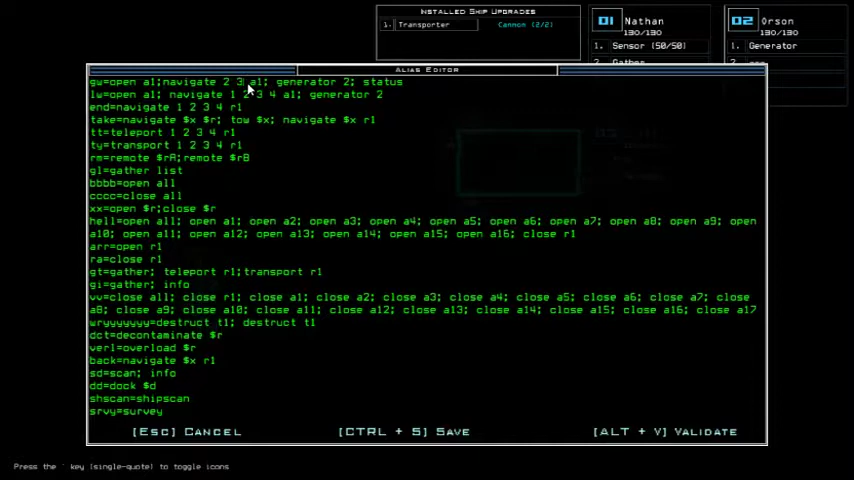 Installed Ship Upgrades
1. Transporter
Cannon (2/2)
01 Nathan
130/130
1. Sensor (50/50)
2. Gather
02 Orson
130/130
1. Generator
Alias Editor
gw=open a1;navigate 2 3 a1; generator 2; status
lw=open a1; navigate 1 2 3 4 a1; generator 2
end=navigate 1 2 3 4 r1
take=navigate $x $r; tow $x; navigate $x r1
tt=teleport 1 2 3 4 r1
ty=transport 1 2 3 4 r1
rm=remote $rA;remote $rB
gl=gather list
bbbb=open all
cccc=close all
xx=open $r;close $r
hell=open all; open a1; open a2; open a3; open a4; open a5; open a6; open a7; open a8; open a9; open
a10; open a11; open a12; open a13; open a14; open a15; open a16; close r1
arr=open r1
ra=close r1
gt=gather; teleport r1;transport r1
gi=gather; info
vv=close all; close r1; close a1; close a2; close a3; close a4; close a5; close a6; close a7; close
a8; close a9; close a10; close a11; close a12; close a13; close a14; close a15; close a16; close a17
wryyyyyy=destruct t1; destruct t1
dct=decontaminate $r
verl=overload $r
back=navigate $x r1
sd=scan; info
dd=dock $d
shscan=shipscan
srvy=survey
[Esc] Cancel
[CTRL + S] Save
[ALT + V] Validate
Press the ` key (single-quote) to toggle icons